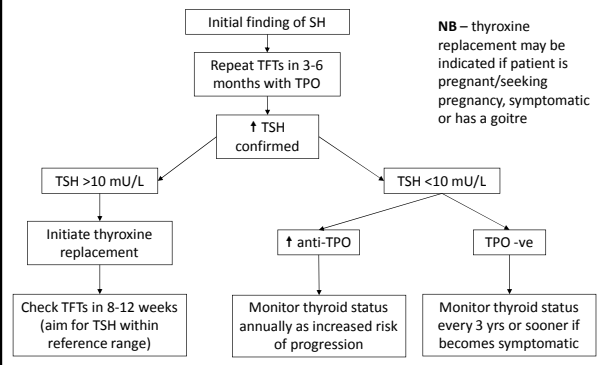 Initial finding of SH
NB – thyroxine
replacement may be
indicated if patient is
pregnant/seeking
pregnancy, symptomatic
or has a goitre
Repeat TFTs in 3-6
months with TPO
↑ TSH
confirmed
TSH >10 mU/L
TSH <10 mU/L
Initiate thyroxine
replacement
↑ anti-TPO
TPO -ve
Check TFTs in 8-12 weeks
(aim for TSH within
reference range)
Monitor thyroid status
annually as increased risk
of progression
Monitor thyroid status
every 3 yrs or sooner if
becomes symptomatic